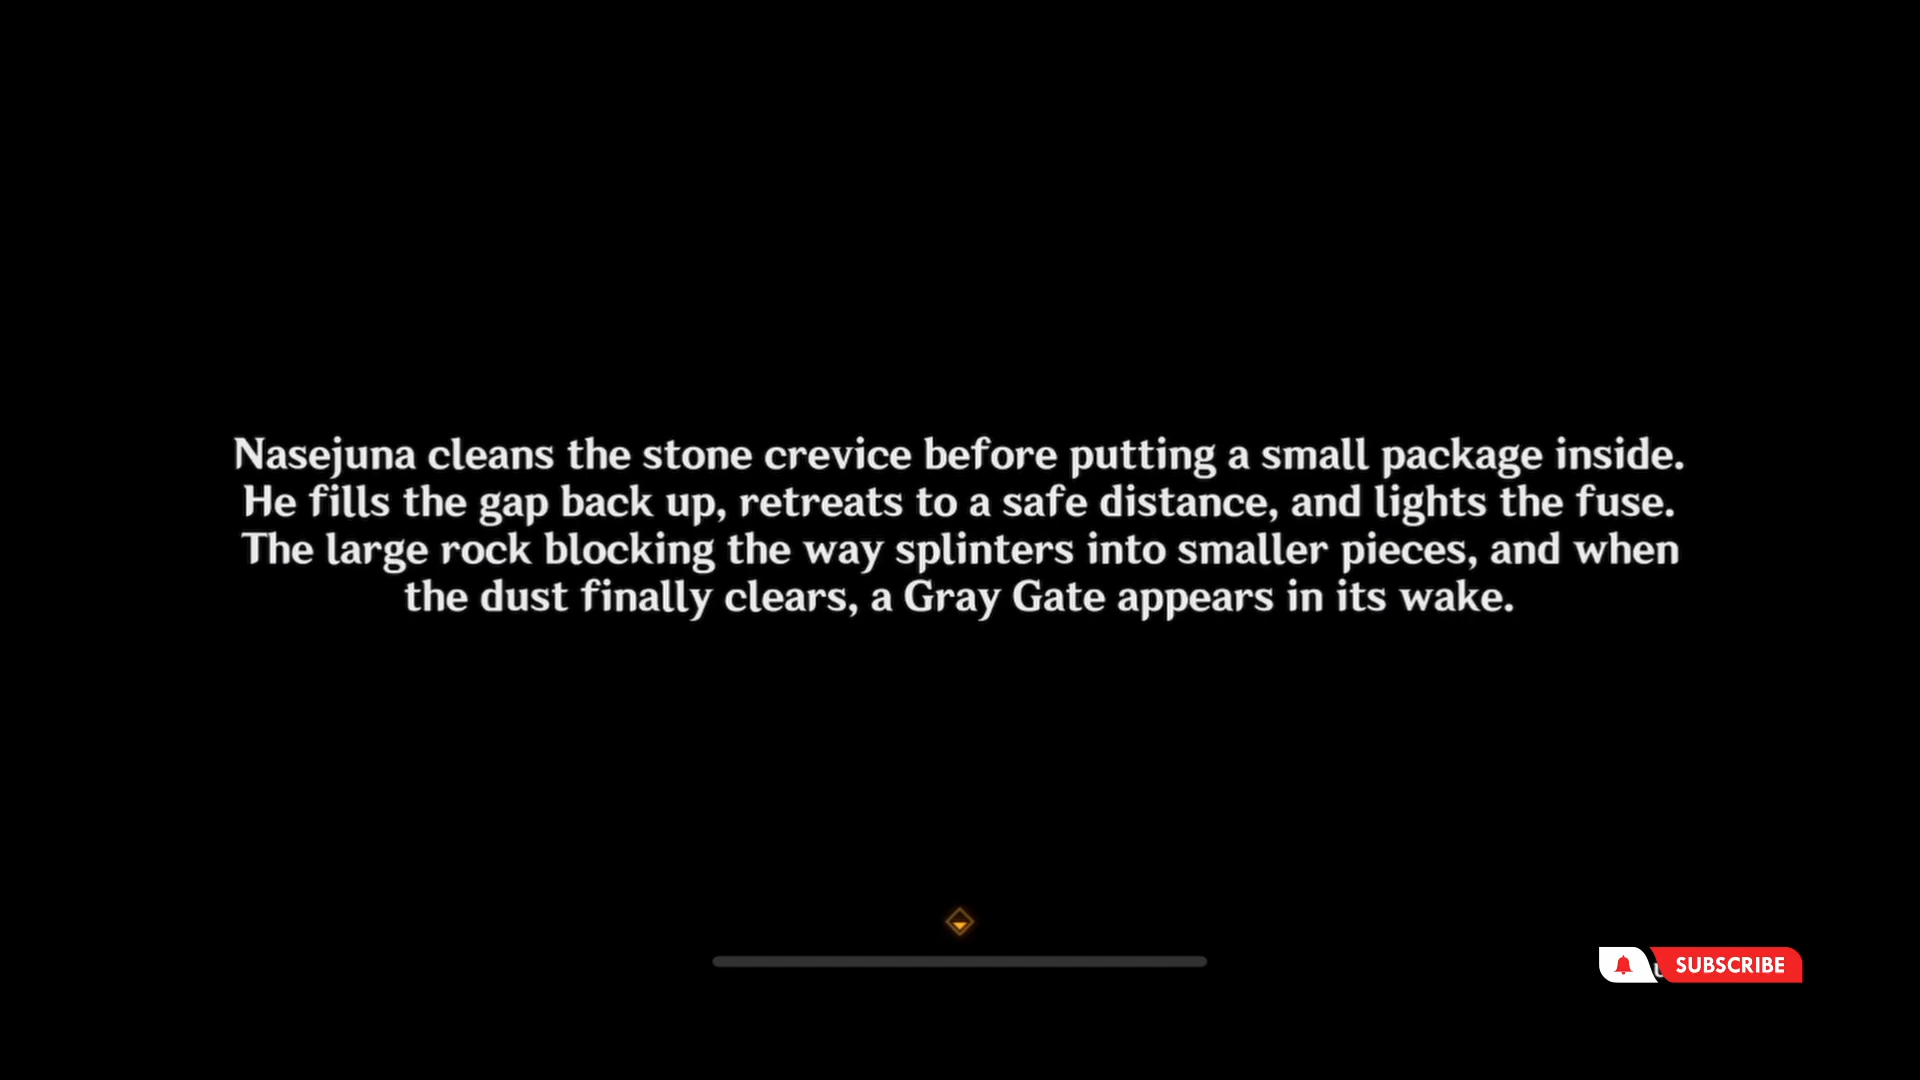 Nasejuna cleans the stone crevice before putting a small package inside.
He fills the gap back up, retreats to a safe distance, and lights the fuse.
The large rock blocking the way splinters into smaller pieces, and when
the dust finally clears, a Gray Gate appears in its wake.
SUBSCRIBE